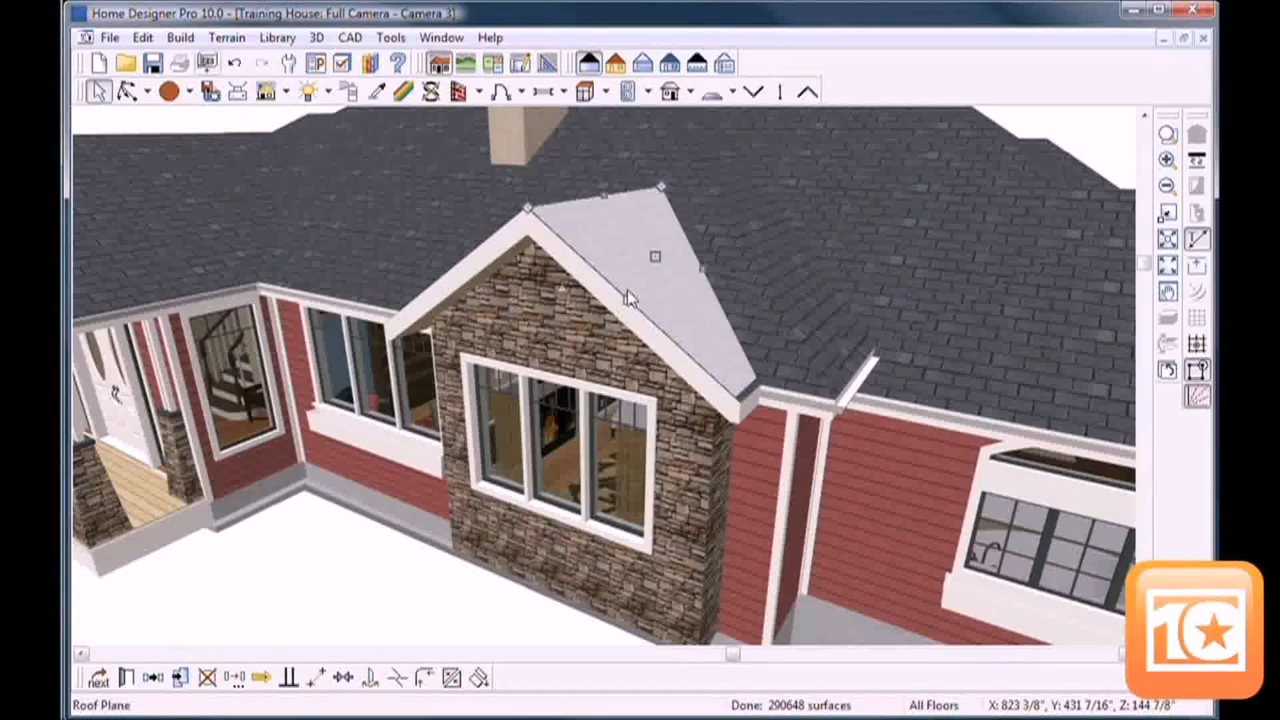 Home Designer Pro 10.0 - [Training House: Full Camera - Camera 3]
File Edit Build Terrain Library 3D CAD Tools Window Help
next
Roof Plane Done: 290648 surfaces All Floors X: 823 3/8", Y: 431 7/16", Z: 144 7/8"
10